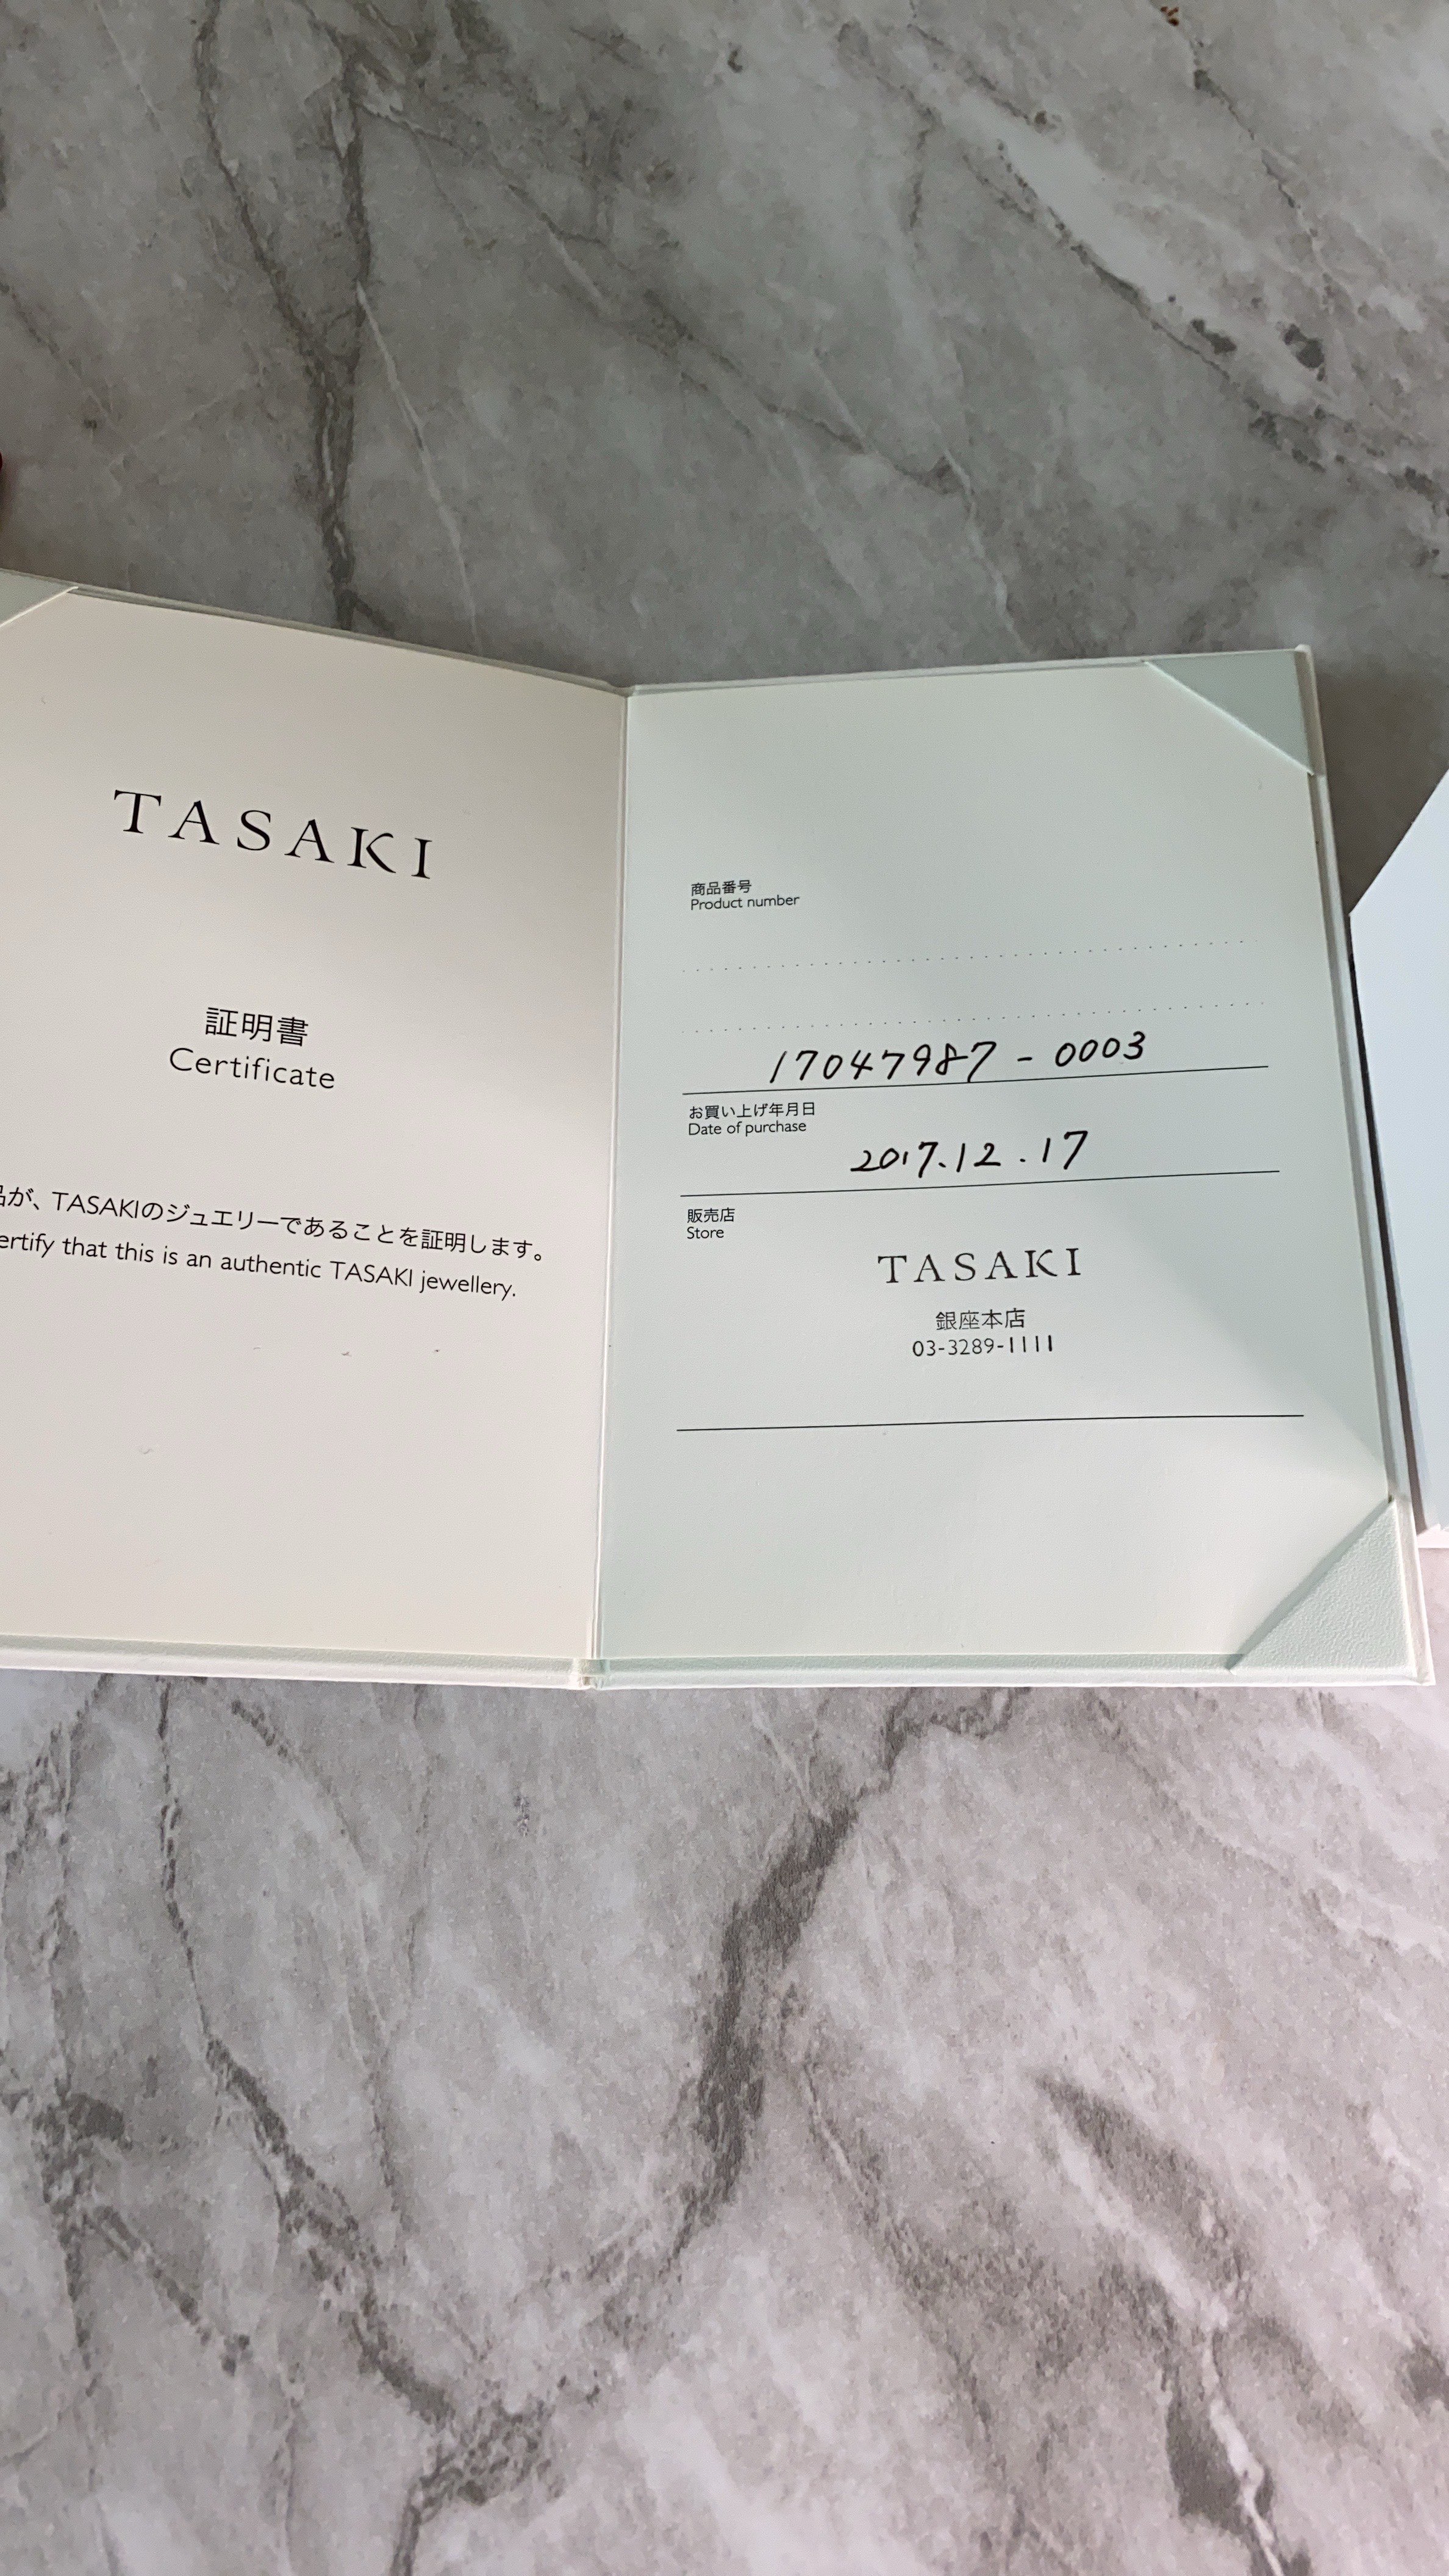 TASAKI
証明書
Certificate
品が、TASAKIのジュエリーであることを証明します。
ertify that this is an authentic TASAKI jewellery.
商品番号
Product number
17047987-0003
お買い上げ年月日
Date of purchase
2017.12.17
販売店
Store
TASAKI
銀座本店
03-3289-1111